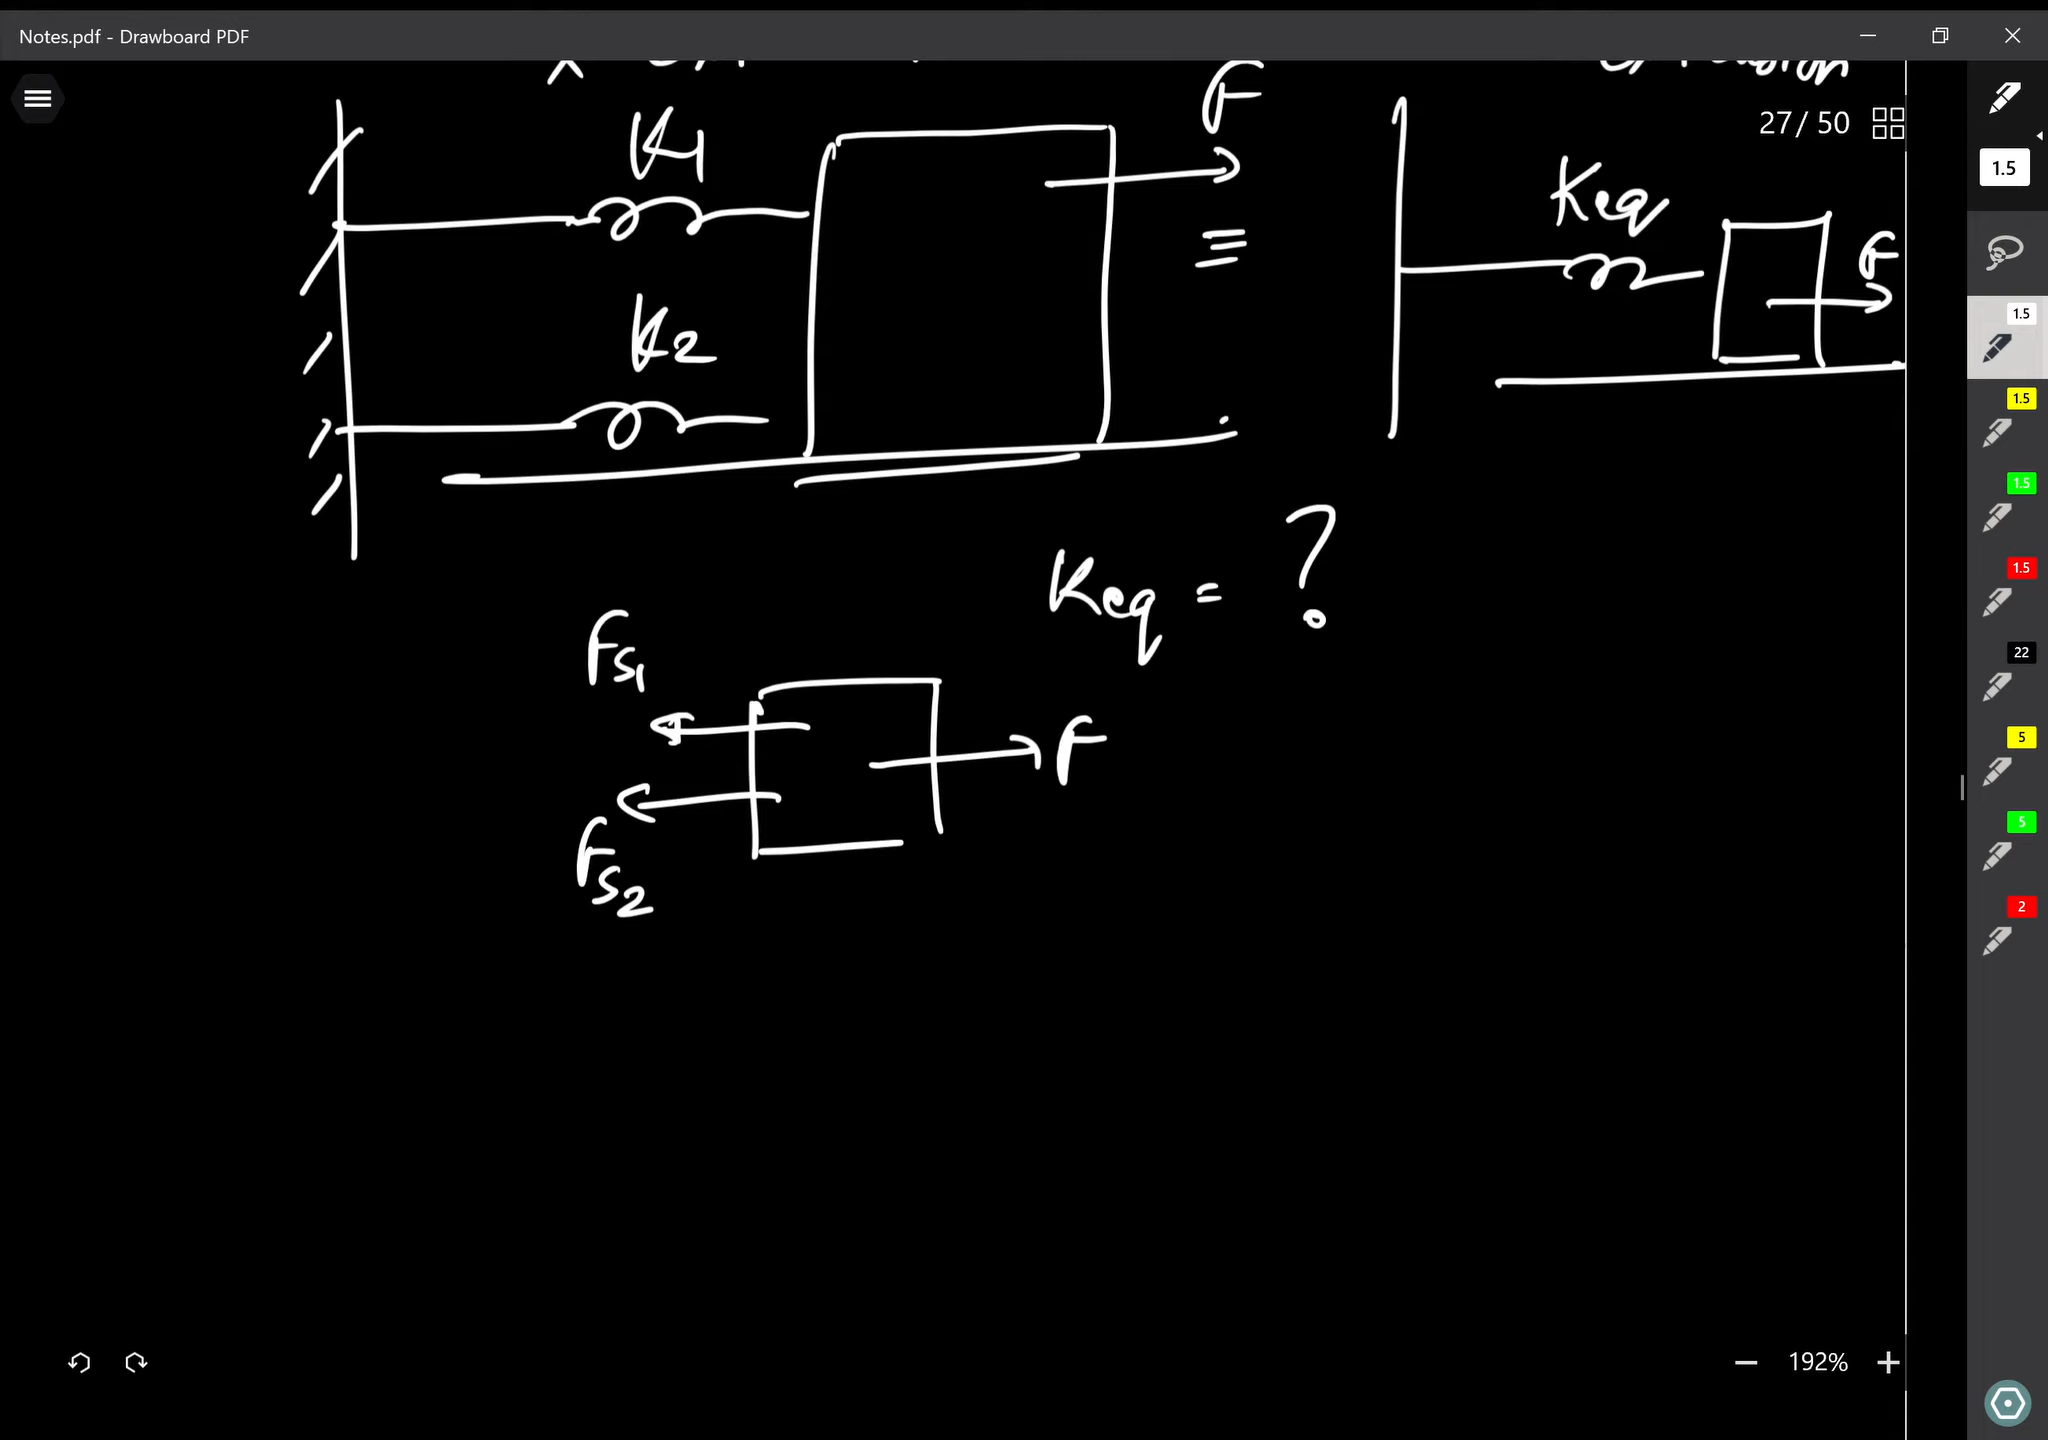 Notes.pdf - Drawboard PDF
27/ 50
K1
F
K2
≡
Keq
F
Keq = ?
FS1
F
FS2
1.5
1.5
1.5
1.5
1.5
22
5
5
2
192%